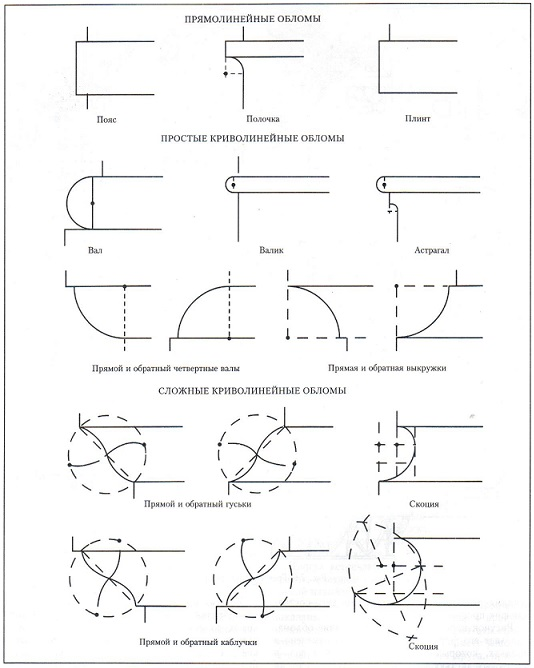 ПРЯМОЛИНЕЙНЫЕ ОБЛОМЫ
Пояс Полочка Плинт
ПРОСТЫЕ КРИВОЛИНЕЙНЫЕ ОБЛОМЫ
Вал Валик Астрагал
Прямой и обратный четвертные валы Прямая и обратная выкружки
СЛОЖНЫЕ КРИВОЛИНЕЙНЫЕ ОБЛОМЫ
Прямой и обратный гуськи Скоция
Прямой и обратный каблучки Скоция